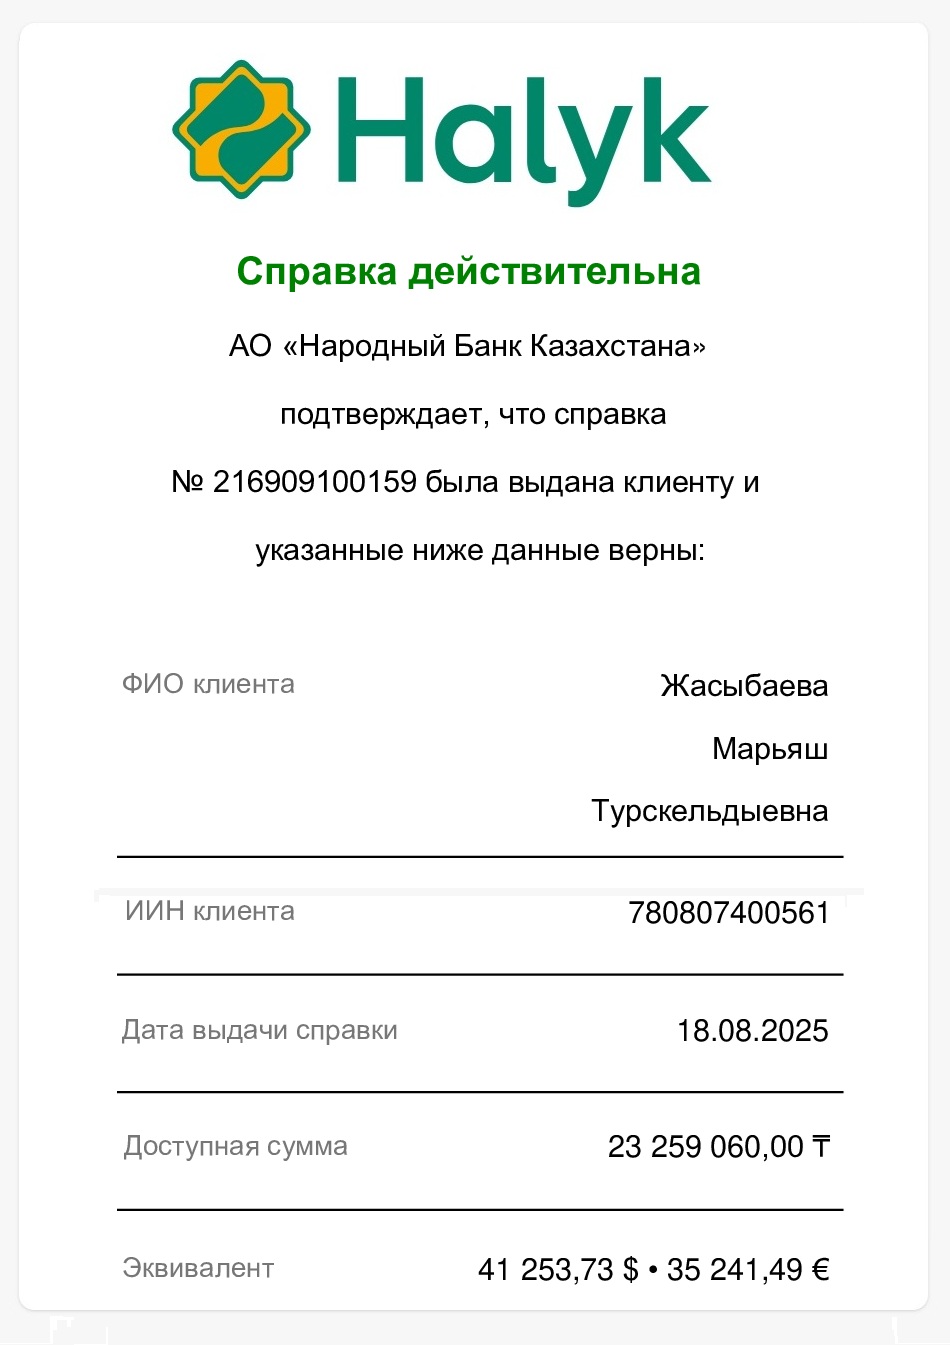 Halyk
Справка действительна
АО «Народный Банк Казахстана»
подтверждает, что справка
№ 216909100159 была выдана клиенту и
указанные ниже данные верны:
ФИО клиента Жасыбаева
Марьяш
Турскельдыевна
ИИН клиента 780807400561
Дата выдачи справки 18.08.2025
Доступная сумма 23 259 060,00 ₸
Эквивалент 41 253,73 $ • 35 241,49 €